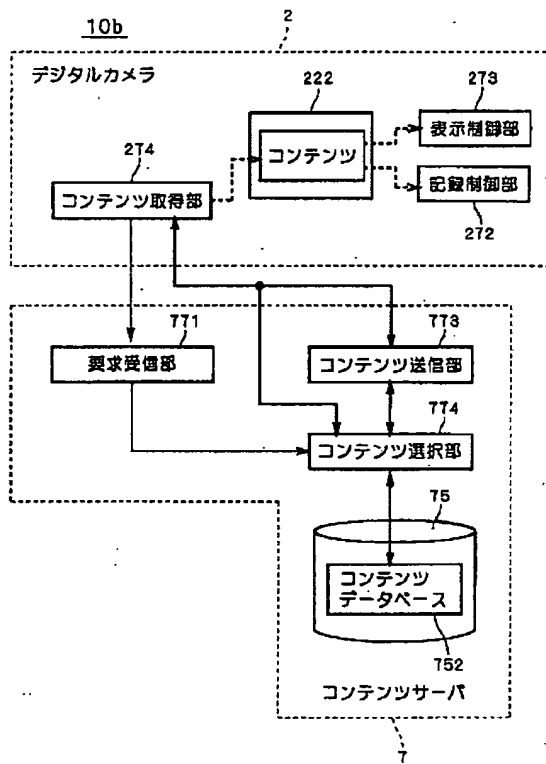 10b
2
デジタルカメラ
222
273
コンテンツ
表示制御部
274
コンテンツ取得部
記録制御部
272
771
773
要求受信部
コンテンツ送信部
774
コンテンツ選択部
75
コンテンツ
データベース
752
コンテンツサーバ
7